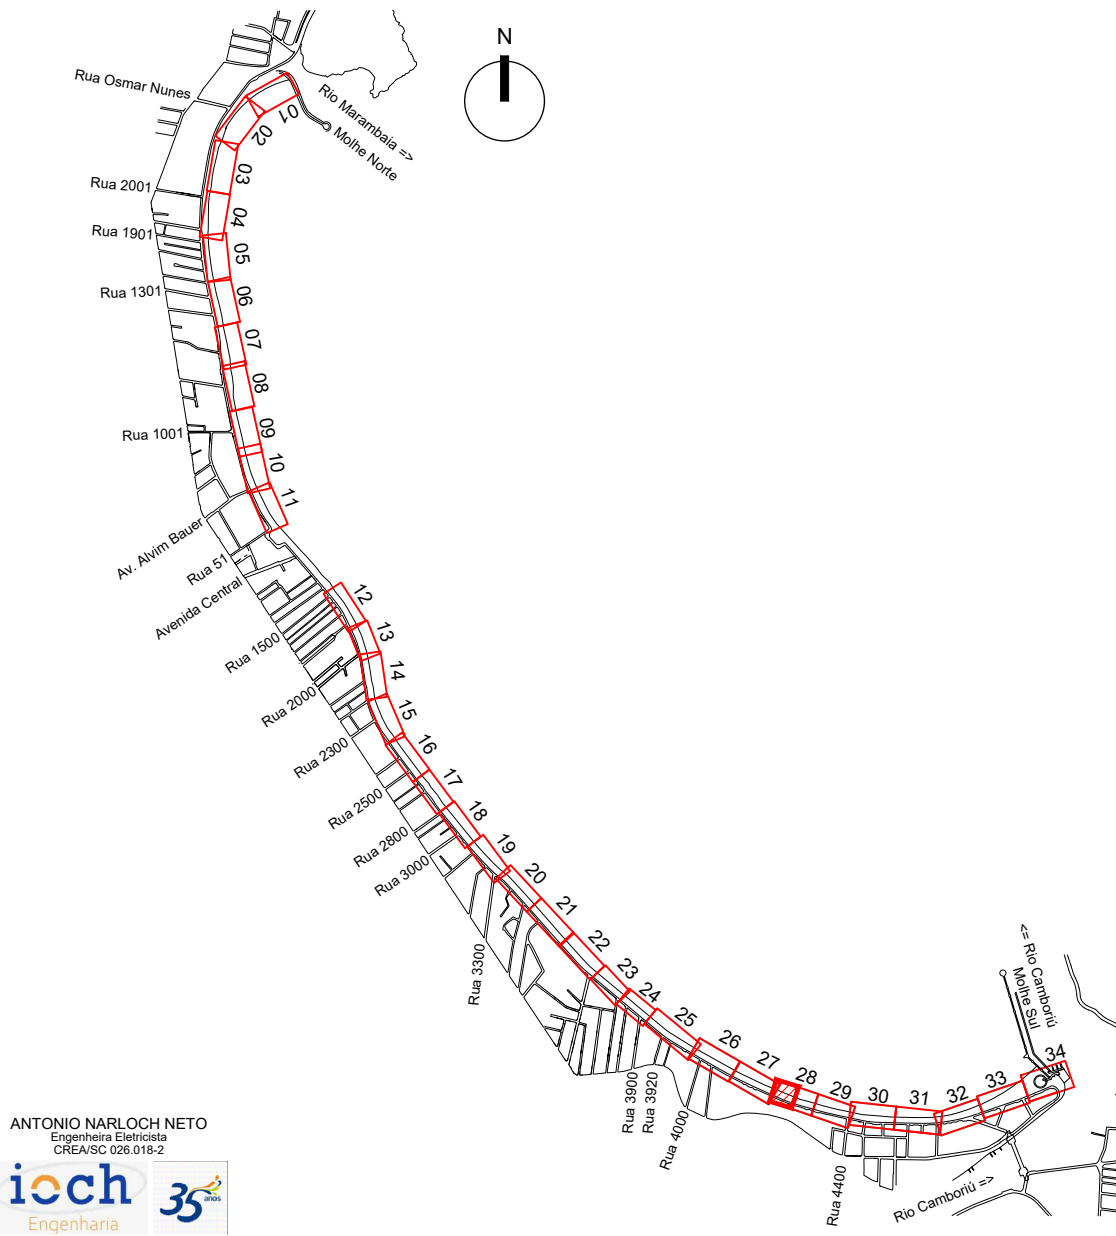 N
Rua Osmar Nunes
Rio Marambaia =>
Molhe Norte
01
02
03
Rua 2001
04
Rua 1901
05
Rua 1301
06
07
08
Rua 1001
09
10
11
Av. Alvim Bauer
Rua 51
Avenida Central
12
Rua 1500
13
14
Rua 2000
15
Rua 2300
16
Rua 2500
17
Rua 2800
18
Rua 3000
19
20
21
Rua 3300
22
23
24
25
26
27
28
29
30
31
32
33
34
<= Rio Camboriú
Molhe Sul
Rua 3900
Rua 3920
Rua 4000
Rua 4400
Rio Camboriú =>
ANTONIO NARLOCH NETO
Engenheira Eletricista
CREA/SC 026.018-2
ioch
Engenharia
35 anos